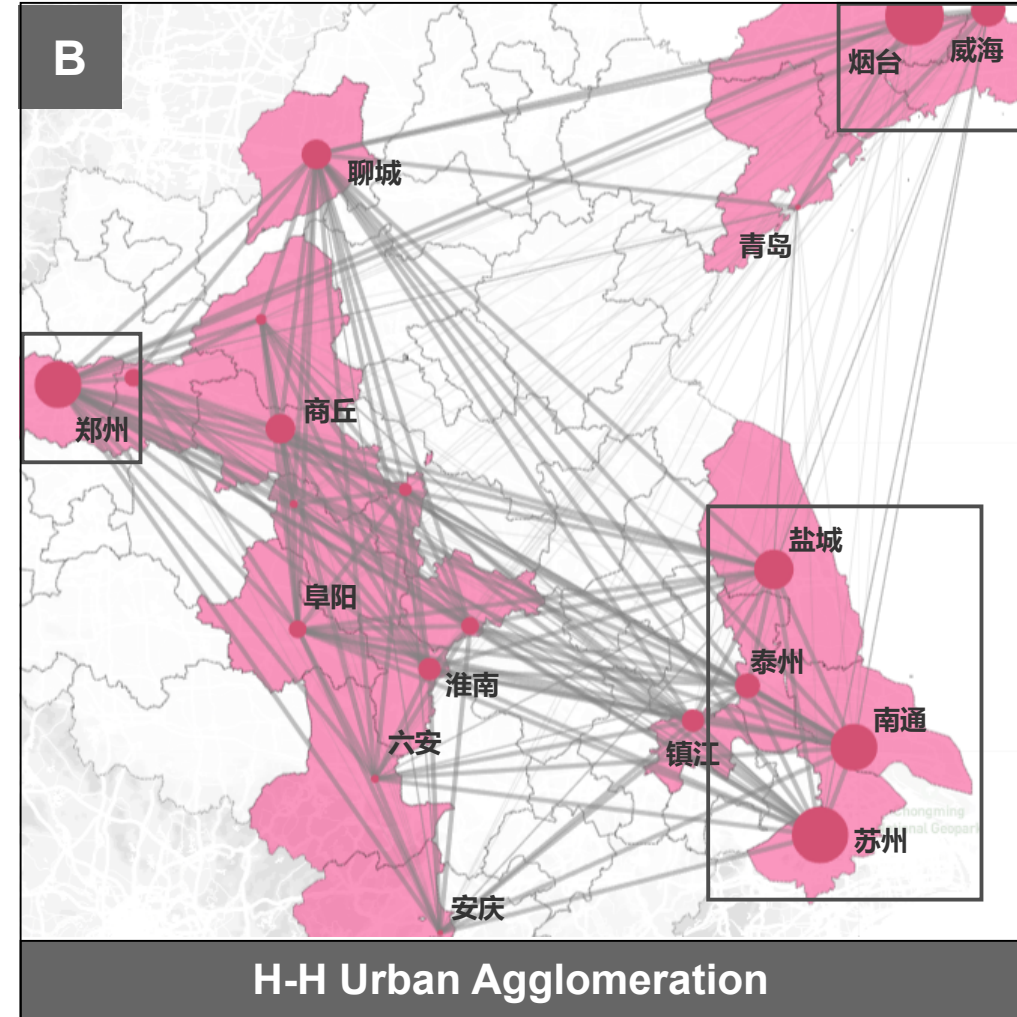 B
烟台
威海
聊城
青岛
商丘
郑州
盐城
阜阳
泰州
淮南
南通
六安
镇江
Chongming
苏州
安庆
H-H Urban Agglomeration